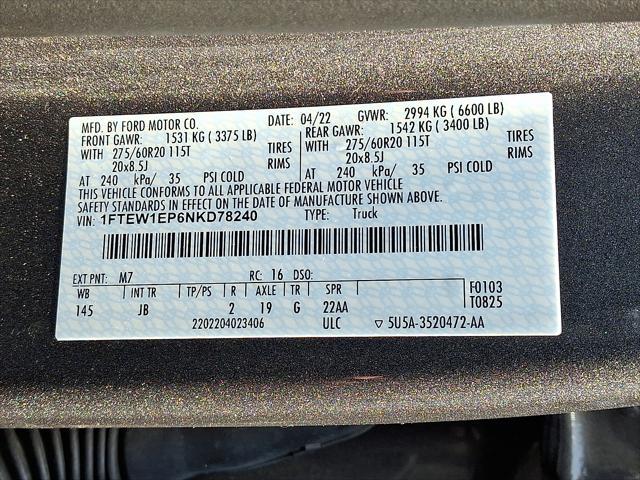 MFD. BY FORD MOTOR CO. DATE: 04/22 GVWR: 2994 KG ( 6600 LB)
FRONT GAWR: 1531 KG ( 3375 LB) REAR GAWR: 1542 KG ( 3400 LB)
WITH 275/60R20 115T TIRES WITH 275/60R20 115T TIRES
20x8.5J RIMS 20x8.5J RIMS
AT 240 kPa/ 35 PSI COLD AT 240 kPa/ 35 PSI COLD
THIS VEHICLE CONFORMS TO ALL APPLICABLE FEDERAL MOTOR VEHICLE
SAFETY STANDARDS IN EFFECT ON THE DATE OF MANUFACTURE SHOWN ABOVE.
VIN: 1FTEW1EP6NKD78240 TYPE: Truck
EXT PNT: M7 RC: 16 DSO:
WB INT TR TP/PS R AXLE TR SPR F0103
145 JB 2 19 G 22AA T0825
2202204023406 ULC ▽ 5U5A-3520472-AA